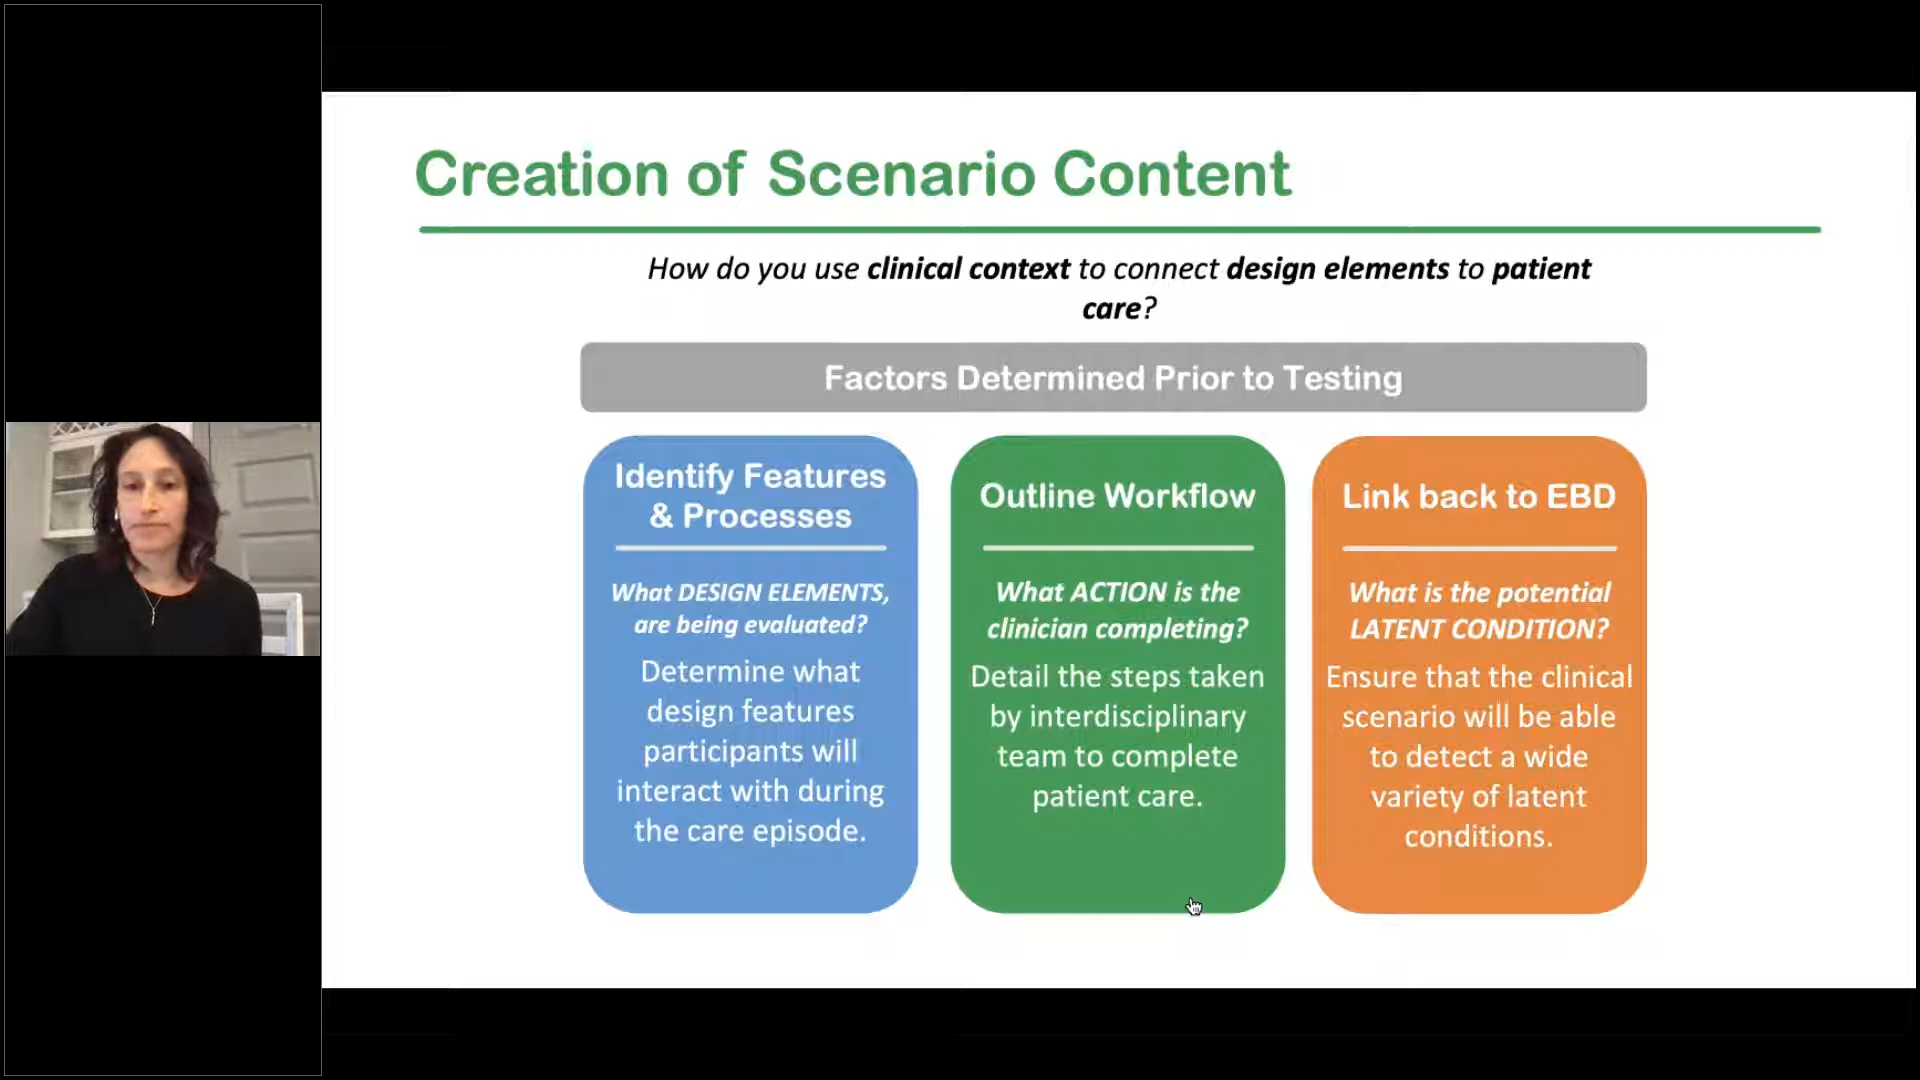 Creation of Scenario Content
How do you use clinical context to connect design elements to patient
care?
Factors Determined Prior to Testing
Identify Features
& Processes
What DESIGN ELEMENTS,
are being evaluated?
Determine what
design features
participants will
interact with during
the care episode.
Outline Workflow
What ACTION is the
clinician completing?
Detail the steps taken
by interdisciplinary
team to complete
patient care.
Link back to EBD
What is the potential
LATENT CONDITION?
Ensure that the clinical
scenario will be able
to detect a wide
variety of latent
conditions.